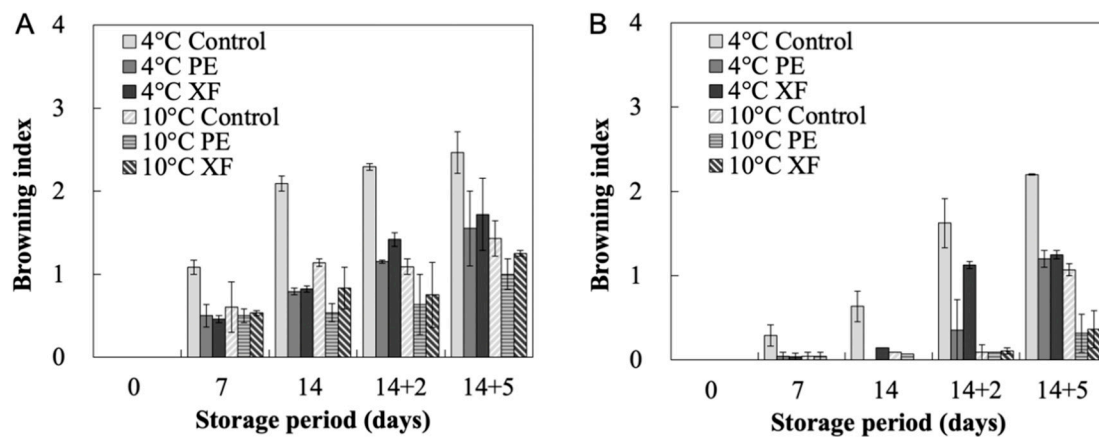 A
4
3
2
1
0
Browning index
4°C Control
4°C PE
4°C XF
10°C Control
10°C PE
10°C XF
0 7 14 14+2 14+5
Storage period (days)
B
4
3
2
1
0
Browning index
4°C Control
4°C PE
4°C XF
10°C Control
10°C PE
10°C XF
0 7 14 14+2 14+5
Storage period (days)